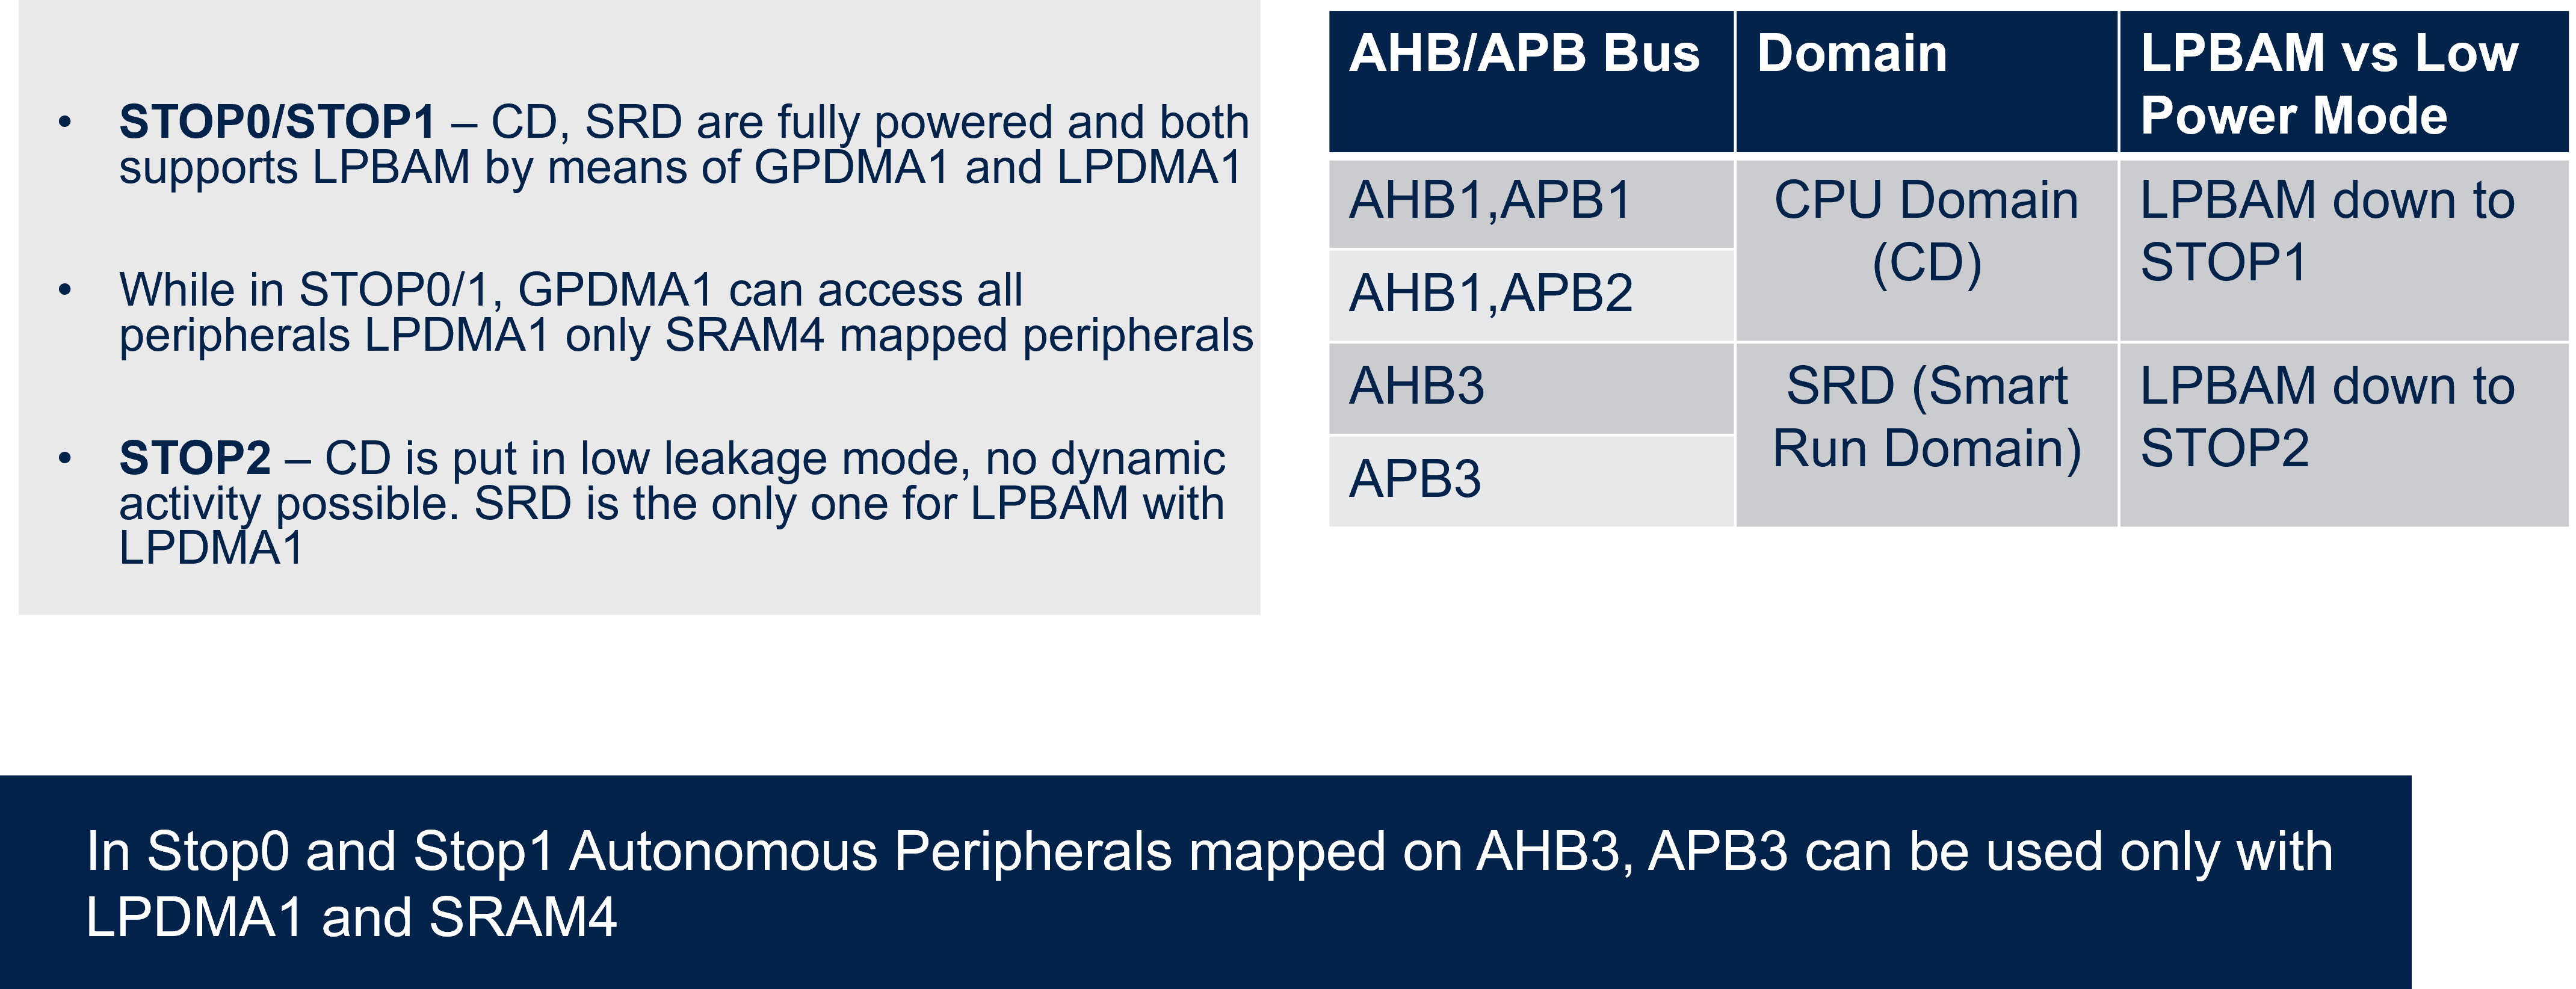 • STOP0/STOP1 – CD, SRD are fully powered and both
supports LPBAM by means of GPDMA1 and LPDMA1
• While in STOP0/1, GPDMA1 can access all
peripherals LPDMA1 only SRAM4 mapped peripherals
• STOP2 – CD is put in low leakage mode, no dynamic
activity possible. SRD is the only one for LPBAM with
LPDMA1
AHB/APB Bus
Domain
LPBAM vs Low
Power Mode
AHB1,APB1
CPU Domain
(CD)
LPBAM down to
STOP1
AHB1,APB2
AHB3
SRD (Smart
Run Domain)
LPBAM down to
STOP2
APB3
In Stop0 and Stop1 Autonomous Peripherals mapped on AHB3, APB3 can be used only with
LPDMA1 and SRAM4